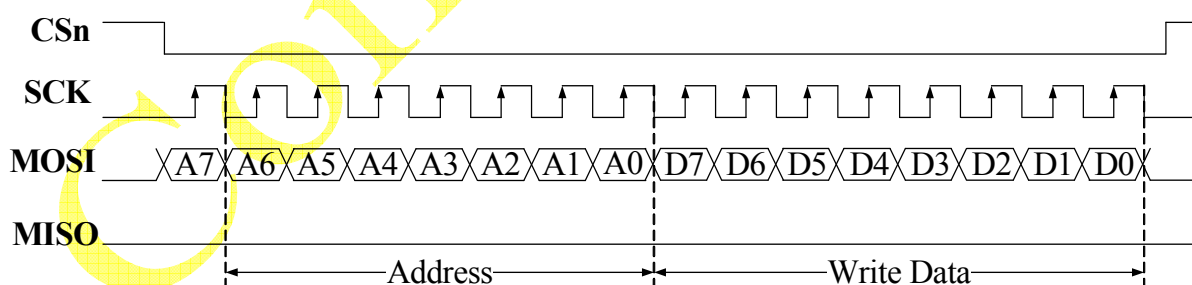 CSn
SCK
MOSI A7 A6 A5 A4 A3 A2 A1 A0 D7 D6 D5 D4 D3 D2 D1 D0
MISO
Address Write Data